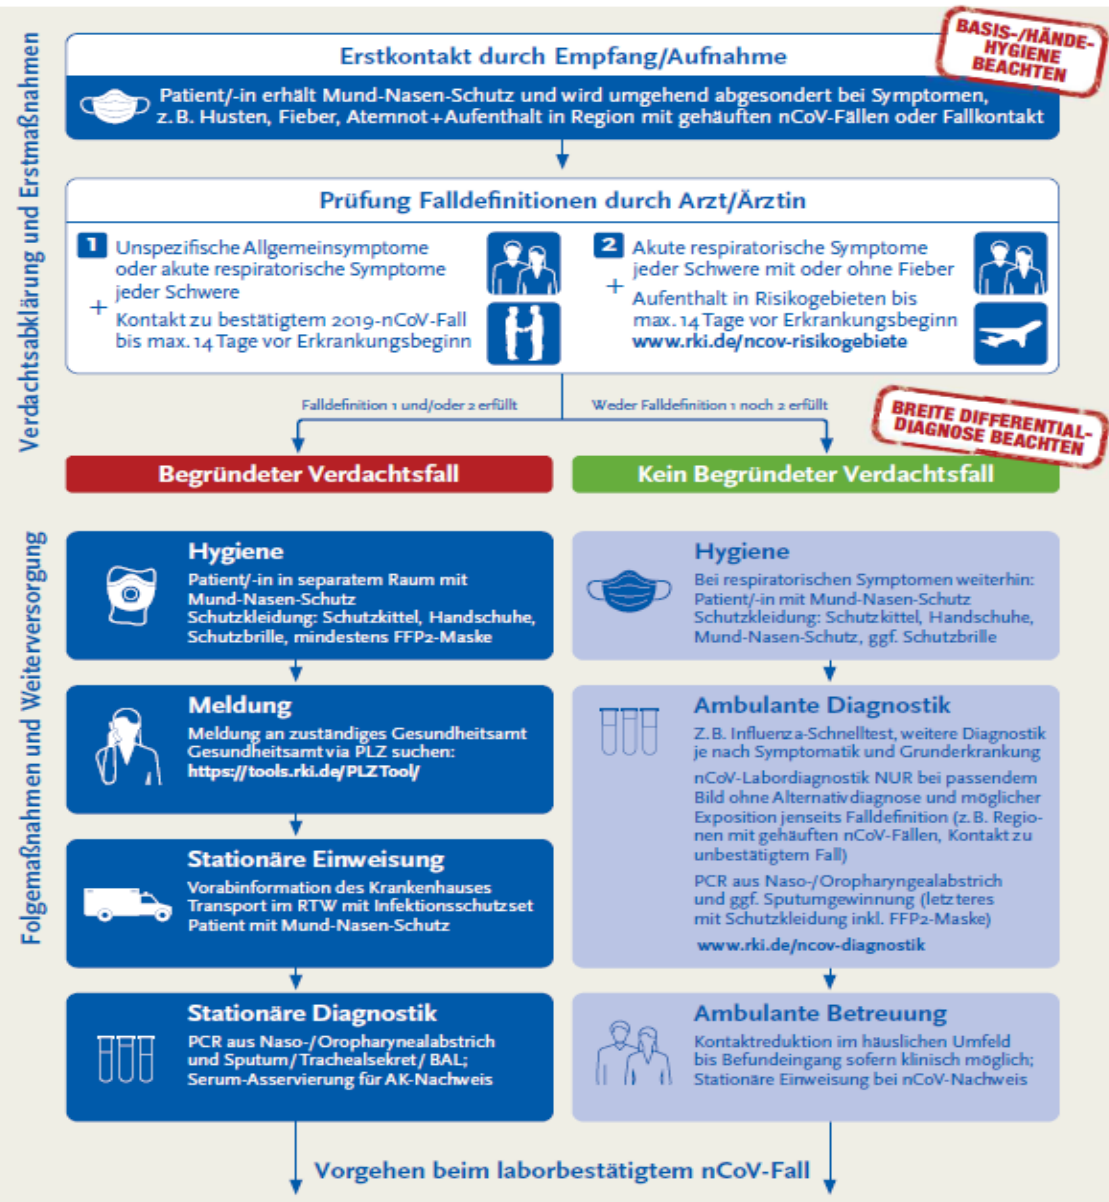 BASIS-/HÄNDE-
HYGIENE
BEACHTEN
Verdachtsabklärung und Erstmaßnahmen
Erstkontakt durch Empfang/Aufnahme
Patient/-in erhält Mund-Nasen-Schutz und wird umgehend abgesondert bei Symptomen,
z. B. Husten, Fieber, Atemnot + Aufenthalt in Region mit gehäuften nCoV-Fällen oder Fallkontakt
Prüfung Falldefinitionen durch Arzt/Ärztin
1
Unspezifische Allgemeinsymptome
oder akute respiratorische Symptome
jeder Schwere
+
Kontakt zu bestätigtem 2019-nCoV-Fall
bis max. 14 Tage vor Erkrankungsbeginn
2
Akute respiratorische Symptome
jeder Schwere mit oder ohne Fieber
+
Aufenthalt in Risikogebieten bis
max. 14 Tage vor Erkrankungsbeginn
www.rki.de/ncov-risikogebiete
Falldefinition 1 und/oder 2 erfüllt
Weder Falldefinition 1 noch 2 erfüllt
BREITE DIFFERENTIAL-
DIAGNOSE BEACHTEN
Begründeter Verdachtsfall
Kein Begründeter Verdachtsfall
Folgemaßnahmen und Weiterversorgung
Hygiene
Patient/-in in separatem Raum mit
Mund-Nasen-Schutz
Schutzkleidung: Schutzkittel, Handschuhe,
Schutzbrille, mindestens FFP2-Maske
Meldung
Meldung an zuständiges Gesundheitsamt
Gesundheitsamt via PLZ suchen:
https://tools.rki.de/PLZTool/
Stationäre Einweisung
Vorabinformation des Krankenhauses
Transport im RTW mit Infektionsschutzset
Patient mit Mund-Nasen-Schutz
Stationäre Diagnostik
PCR aus Naso-/Oropharynealabstrich
und Sputum/Trachealsekret/ BAL;
Serum-Asservierung für AK-Nachweis
Hygiene
Bei respiratorischen Symptomen weiterhin:
Patient/-in mit Mund-Nasen-Schutz
Schutzkleidung: Schutzkittel, Handschuhe,
Mund-Nasen-Schutz, ggf. Schutzbrille
Ambulante Diagnostik
Z. B. Influenza-Schnelltest, weitere Diagnostik
je nach Symptomatik und Grunderkrankung
nCoV-Labordiagnostik NUR bei passendem
Bild ohne Alternativdiagnose und möglicher
Exposition jenseits Falldefinition (z. B. Regio-
nen mit gehäuften nCoV-Fällen, Kontakt zu
unbestätigtem Fall)
PCR aus Naso-/Oropharyngealabstrich
und ggf. Sputumgewinnung (letzteres
mit Schutzkleidung inkl. FFP2-Maske)
www.rki.de/ncov-diagnostik
Ambulante Betreuung
Kontaktreduktion im häuslichen Umfeld
bis Befundeingang sofern klinisch möglich;
Stationäre Einweisung bei nCoV-Nachweis
Vorgehen beim laborbestätigtem nCoV-Fall